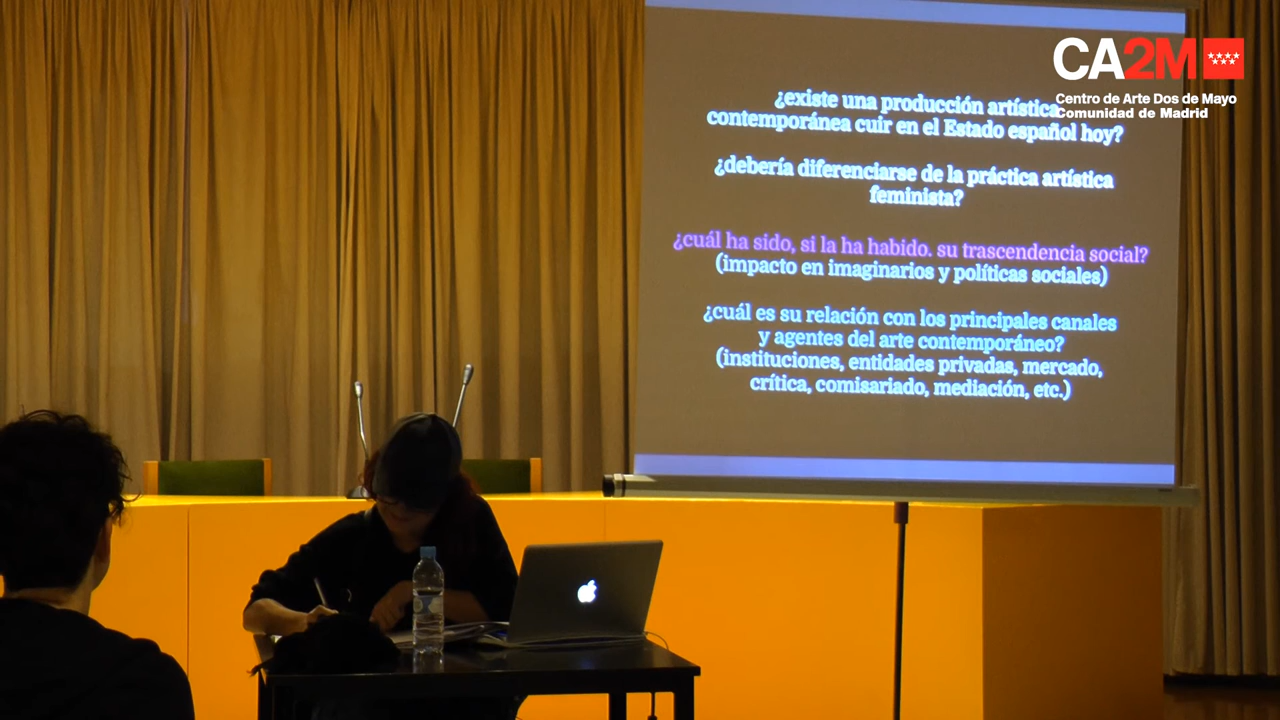 CA2M
Centro de Arte Dos de Mayo
Comunidad de Madrid
¿existe una producción artística
contemporánea cuir en el Estado español hoy?
¿debería diferenciarse de la práctica artística
feminista?
¿cuál ha sido, si la ha habido. su trascendencia social?
(impacto en imaginarios y políticas sociales)
¿cuál es su relación con los principales canales
y agentes del arte contemporáneo?
(instituciones, entidades privadas, mercado,
crítica, comisariado, mediación, etc.)